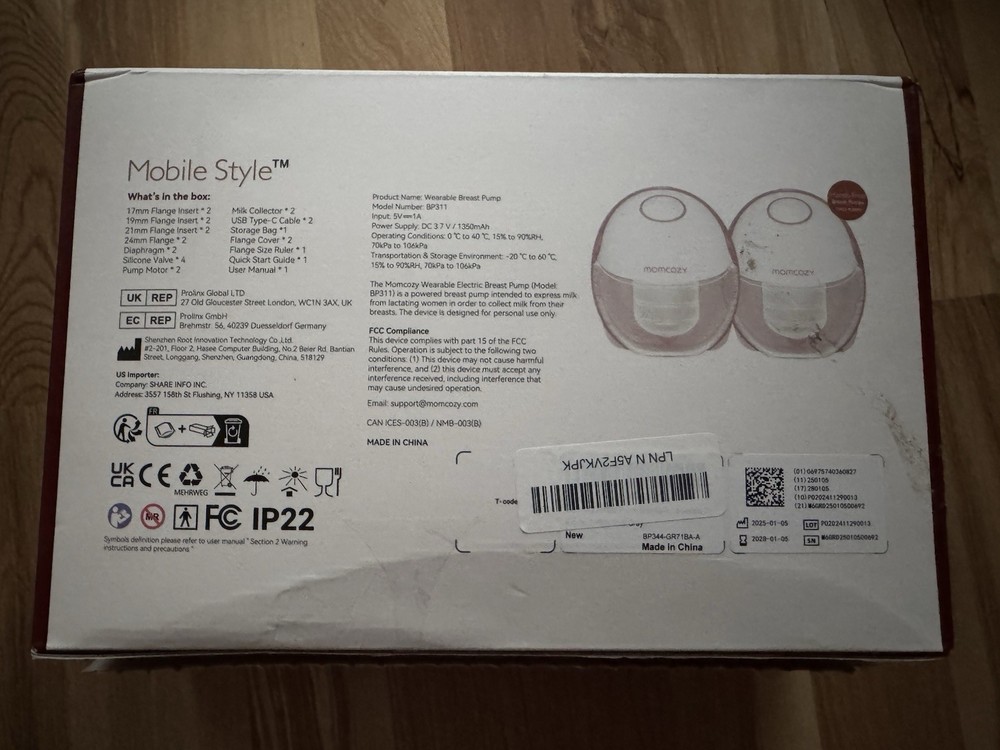 Mobile Style™
What's in the box:
17mm Flange Insert * 2
19mm Flange Insert * 2
21mm Flange Insert * 2
24mm Flange * 2
Diaphragm * 2
Silicone Valve * 4
Pump Motor * 2
Milk Collector * 2
USB Type-C Cable * 2
Storage Bag *1
Flange Cover * 2
Flange Size Ruler * 1
Quick Start Guide * 1
User Manual * 1
UK REP
Prolinx Global LTD
27 Old Gloucester Street London, WC1N 3AX, UK
EC REP
Prolinx GmbH
Brehmstr. 56, 40239 Duesseldorf Germany
Shenzhen Root Innovation Technology Co.,Ltd.
#2-201, Floor 2, Hasee Computer Building, No.2 Beier Rd, Bantian
Street, Longgang, Shenzhen, Guangdong, China, 518129
US Importer:
Company: SHARE INFO INC.
Address: 3557 158th St Flushing, NY 11358 USA
FR
UK
CA
CE
MEHRWEG
MR
FC
IP22
Symbols definition please refer to user manual " Section 2 Warning
instructions and precautions "
Product Name: Wearable Breast Pump
Model Number: BP311
Input: 5V⎓1A
Power Supply: DC 3.7 V / 1350mAh
Operating Conditions: 0 °C to 40 °C, 15% to 90%RH,
70kPa to 106kPa
Transportation & Storage Environment: -20 °C to 60 °C,
15% to 90%RH, 70kPa to 106kPa
The Momcozy Wearable Electric Breast Pump (Model:
BP311) is a powered breast pump intended to express milk
from lactating women in order to collect milk from their
breasts. The device is designed for personal use only.
FCC Compliance
This device complies with part 15 of the FCC
Rules. Operation is subject to the following two
conditions: (1) This device may not cause harmful
interference, and (2) this device must accept any
interference received, including interference that
may cause undesired operation.
Email: support@momcozy.com
CAN ICES-003(B) / NMB-003(B)
MADE IN CHINA
momcozy
momcozy
T-code
LPN N A5F2VKJPK
New
BP344-GR71BA-A
Made in China
(01)06975740360827
(11)250105
(17)280105
(10)P0202411290013
(21)M6GRD25010500692
2025-01-05
LOT P0202411290013
2028-01-05
SN M6GRD25010500692